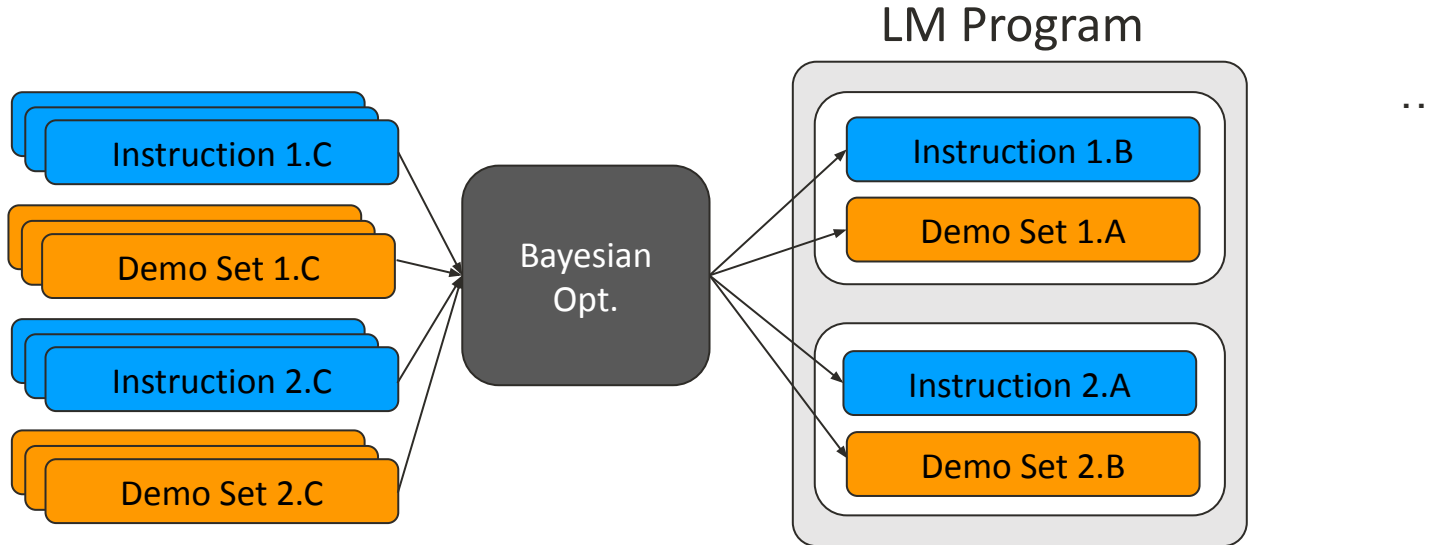 LM Program
Instruction 1.C
Demo Set 1.C
Instruction 2.C
Demo Set 2.C
Bayesian
Opt.
Instruction 1.B
Demo Set 1.A
Instruction 2.A
Demo Set 2.B
..